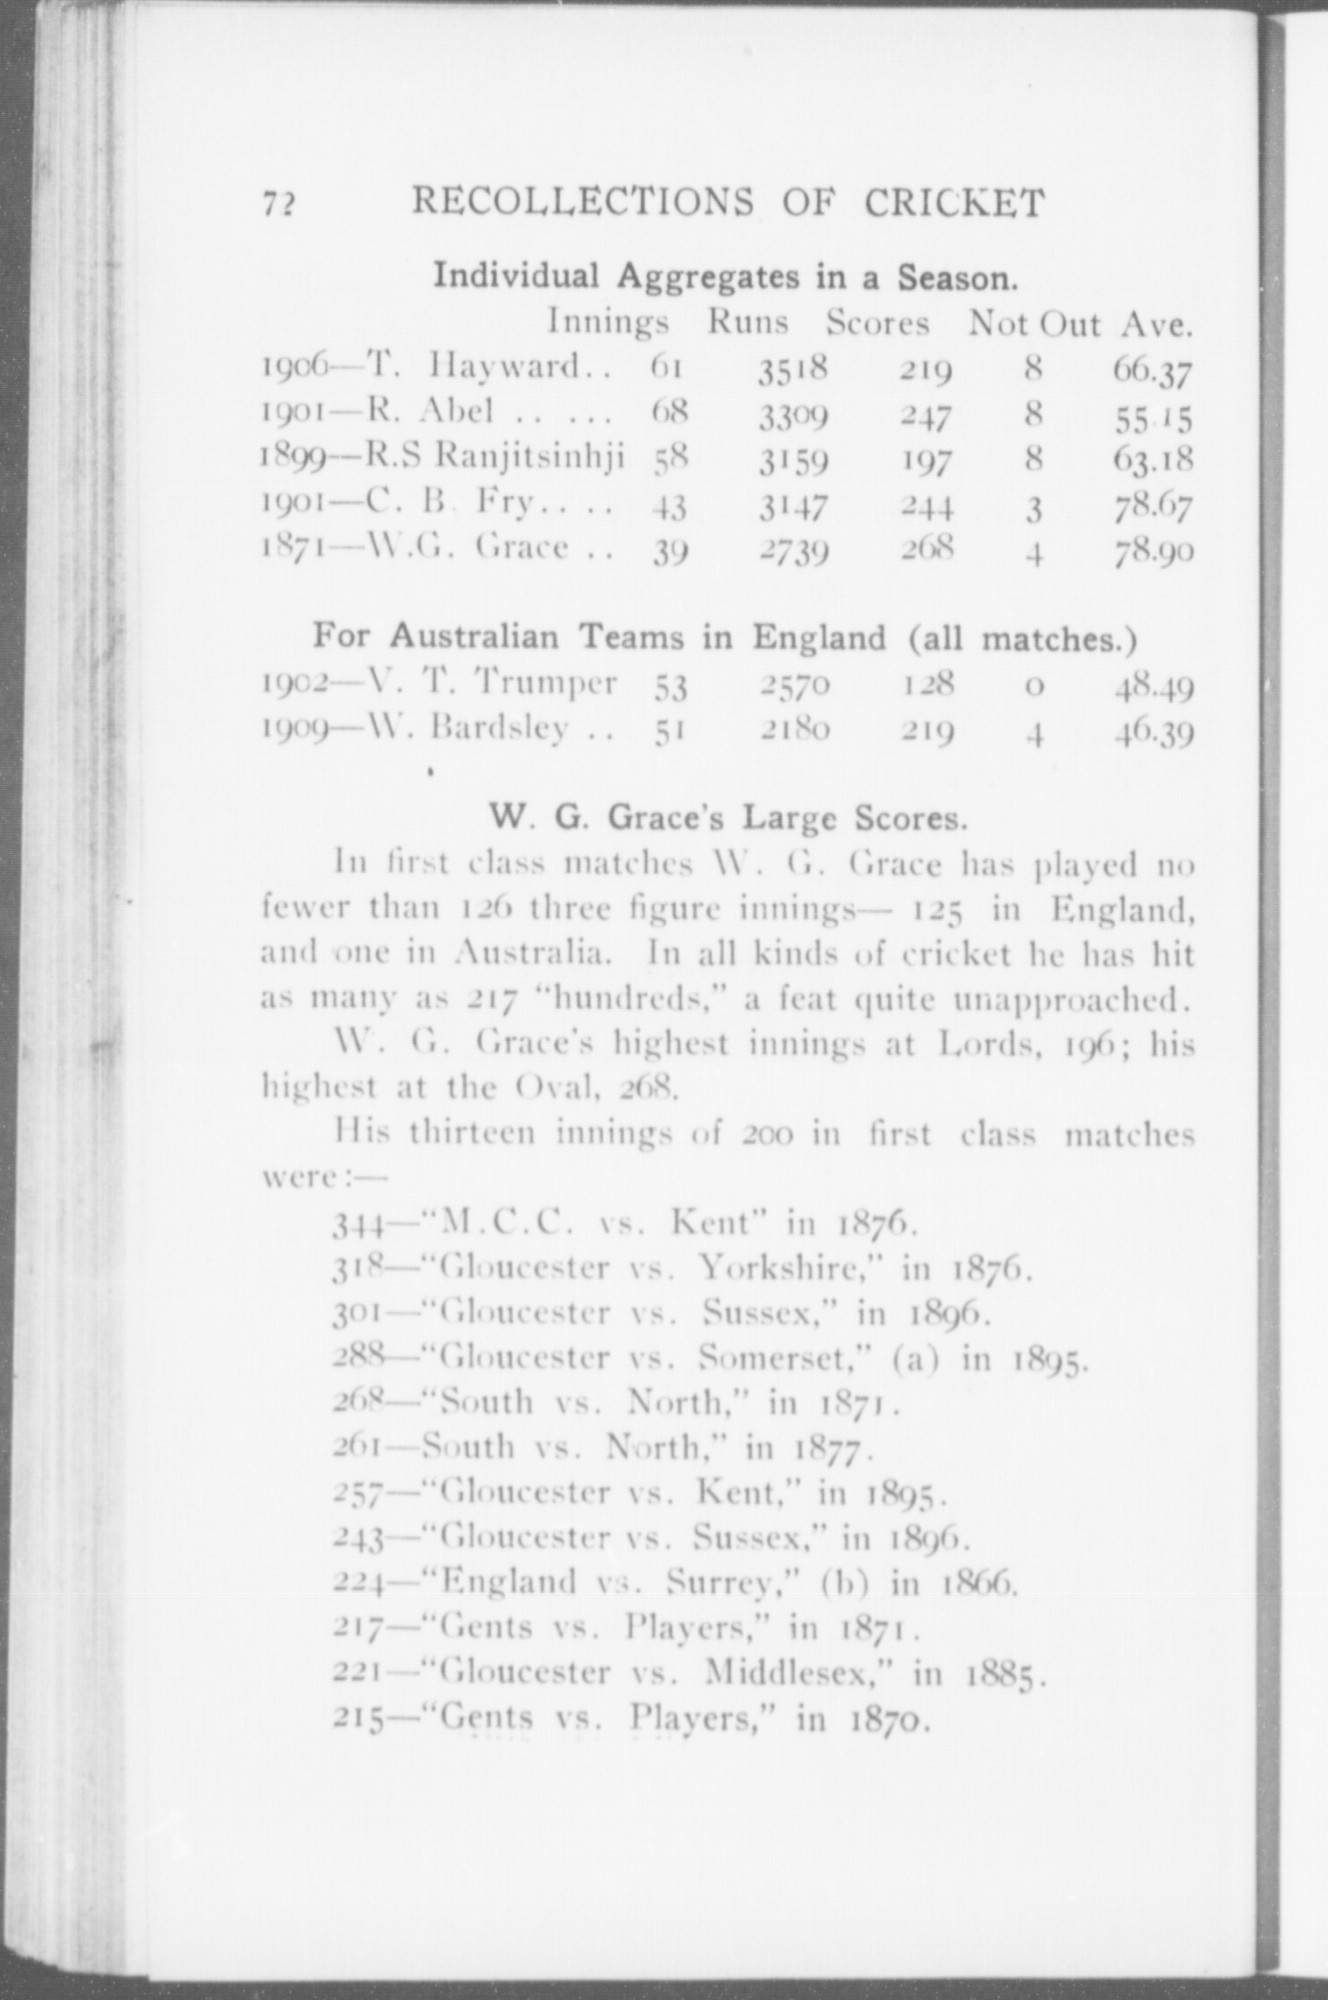 72 RECOLLECTIONS OF CRICKET
Individual Aggregates in a Season.
Innings Runs Scores Not Out Ave.
1906—T. Hayward.. 61 3518 219 8 66.37
1901—R. Abel .. ... 68 3309 247 8 55.15
1899—R.S Ranjitsinhji 58 3159 197 8 63.18
1901—C. B. Fry.. .. 43 3147 244 3 78.67
1871—W.G. Grace .. 39 2739 268 4 78.90
For Australian Teams in England (all matches.)
1902—V. T. Trumper 53 2570 128 0 48.49
1909—W. Bardsley .. 51 2180 219 4 46.39
W. G. Grace's Large Scores.
In first class matches W. G. Grace has played no
fewer than 126 three figure innings— 125 in England,
and one in Australia. In all kinds of cricket he has hit
as many as 217 "hundreds," a feat quite unapproached.
W. G. Grace's highest innings at Lords, 196; his
highest at the Oval, 268.
His thirteen innings of 200 in first class matches
were:—
344—"M.C.C. vs. Kent" in 1876.
318—"Gloucester vs. Yorkshire," in 1876.
301—"Gloucester vs. Sussex," in 1896.
288—"Gloucester vs. Somerset," (a) in 1895.
268—"South vs. North," in 1871.
261—South vs. North," in 1877.
257—"Gloucester vs. Kent," in 1895.
243—"Gloucester vs. Sussex," in 1896.
224—"England vs. Surrey," (b) in 1866.
217—"Gents vs. Players," in 1871.
221—"Gloucester vs. Middlesex," in 1885.
215—"Gents vs. Players," in 1870.